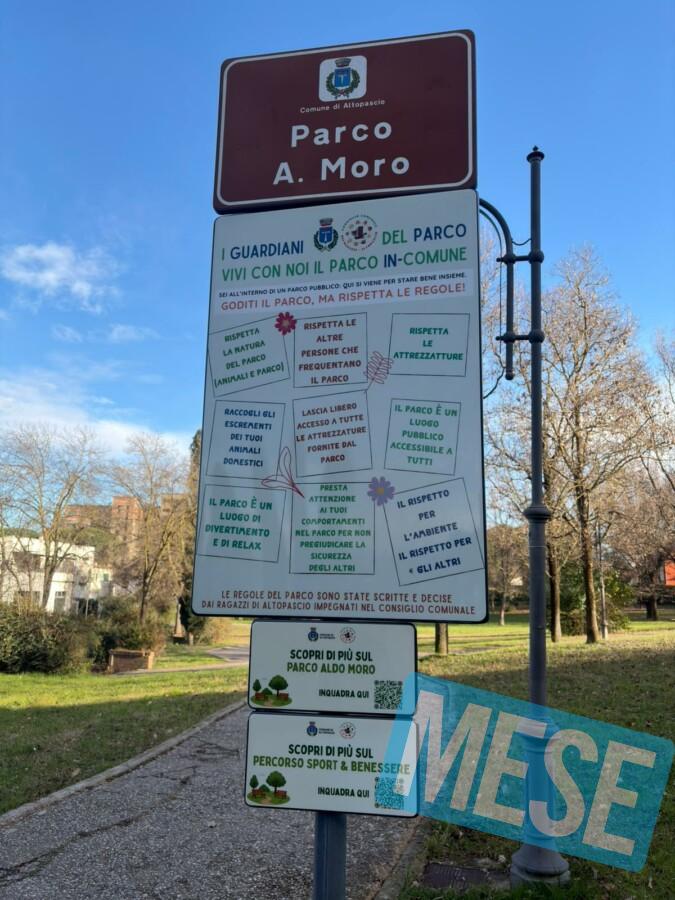 Comune di Altopascio
Parco
A. Moro
I GUARDIANI DEL PARCO
VIVI CON NOI IL PARCO IN-COMUNE
SEI ALL'INTERNO DI UN PARCO PUBBLICO: QUI SI VIENE PER STARE BENE INSIEME.
GODITI IL PARCO, MA RISPETTA LE REGOLE!
RISPETTA
LA NATURA
DEL PARCO
(ANIMALI E PARCO)
RISPETTA LE
ALTRE
PERSONE CHE
FREQUENTANO
IL PARCO
RISPETTA
LE
ATTREZZATURE
RACCOGLI GLI
ESCREMENTI
DEI TUOI
ANIMALI
DOMESTICI
LASCIA LIBERO
ACCESSO A TUTTE
LE ATTREZZATURE
FORNITE DAL
PARCO
IL PARCO È UN
LUOGO
PUBBLICO
ACCESSIBILE A
TUTTI
IL PARCO È UN
LUOGO DI
DIVERTIMENTO
E DI RELAX
PRESTA
ATTENZIONE
AI TUOI
COMPORTAMENTI
NEL PARCO PER NON
PREGIUDICARE LA
SICUREZZA
DEGLI ALTRI
IL RISPETTO
PER
L'AMBIENTE
IL RISPETTO PER
€ GLI ALTRI
LE REGOLE DEL PARCO SONO STATE SCRITTE E DECISE
DAI RAGAZZI DI ALTOPASCIO IMPEGNATI NEL CONSIGLIO COMUNALE
SCOPRI DI PIÙ SUL
PARCO ALDO MORO
INQUADRA QUI
SCOPRI DI PIÙ SUL
PERCORSO SPORT & BENESSERE
INQUADRA QUI
MESE